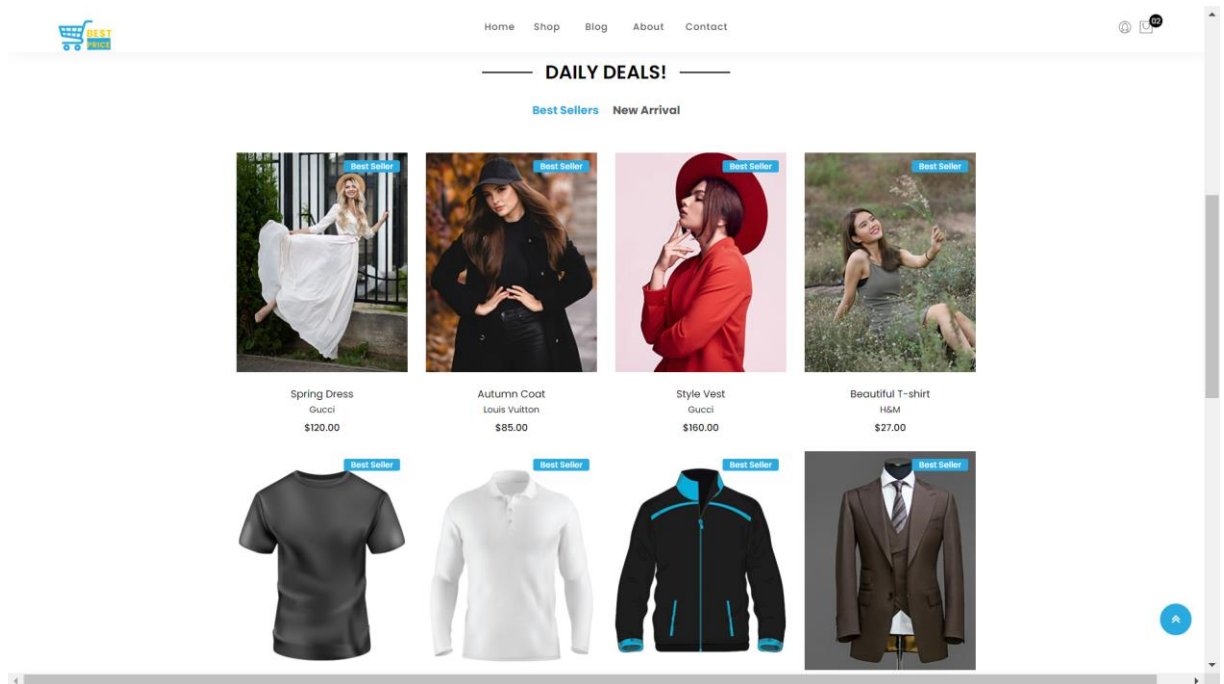 BEST
PRICE
Home Shop Blog About Contact
02
DAILY DEALS!
Best Sellers New Arrival
Best Seller Best Seller Best Seller Best Seller
Spring Dress Autumn Coat Style Vest Beautiful T-shirt
Gucci Louis Vuitton Gucci H&M
$120.00 $85.00 $160.00 $27.00
Best Seller Best Seller Best Seller Best Seller